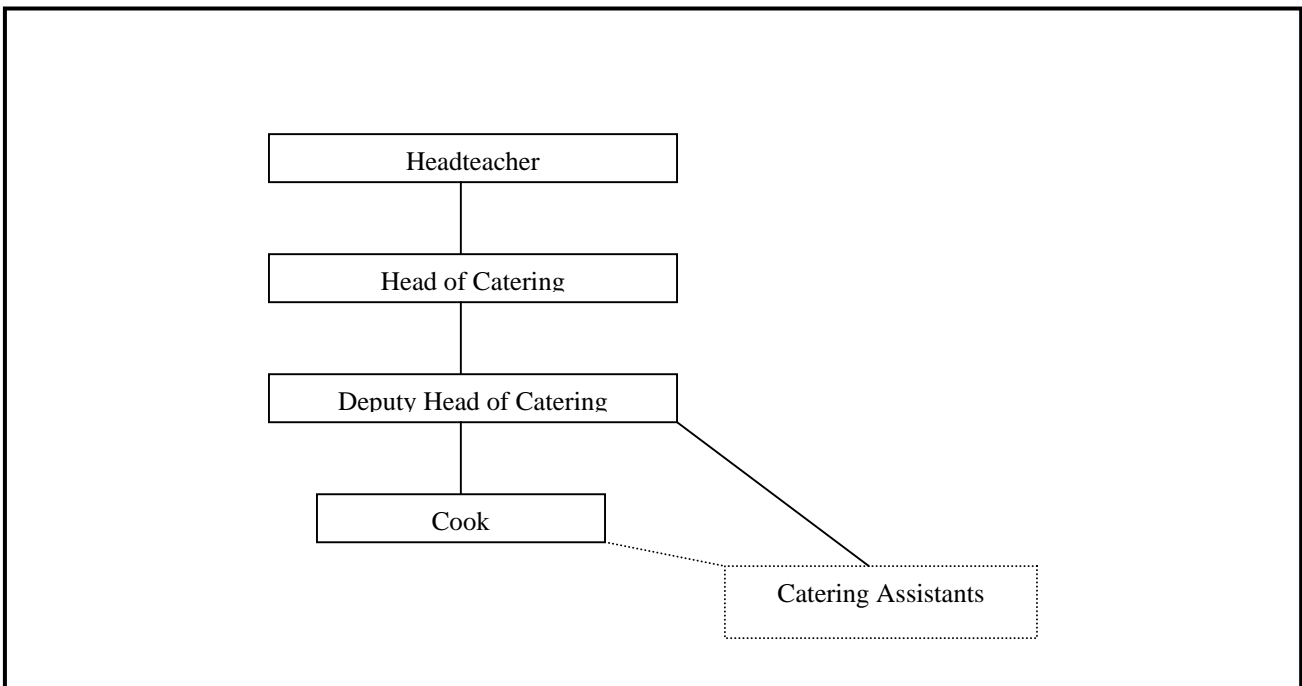 Headteacher
Head of Catering
Deputy Head of Catering
Cook
Catering Assistants